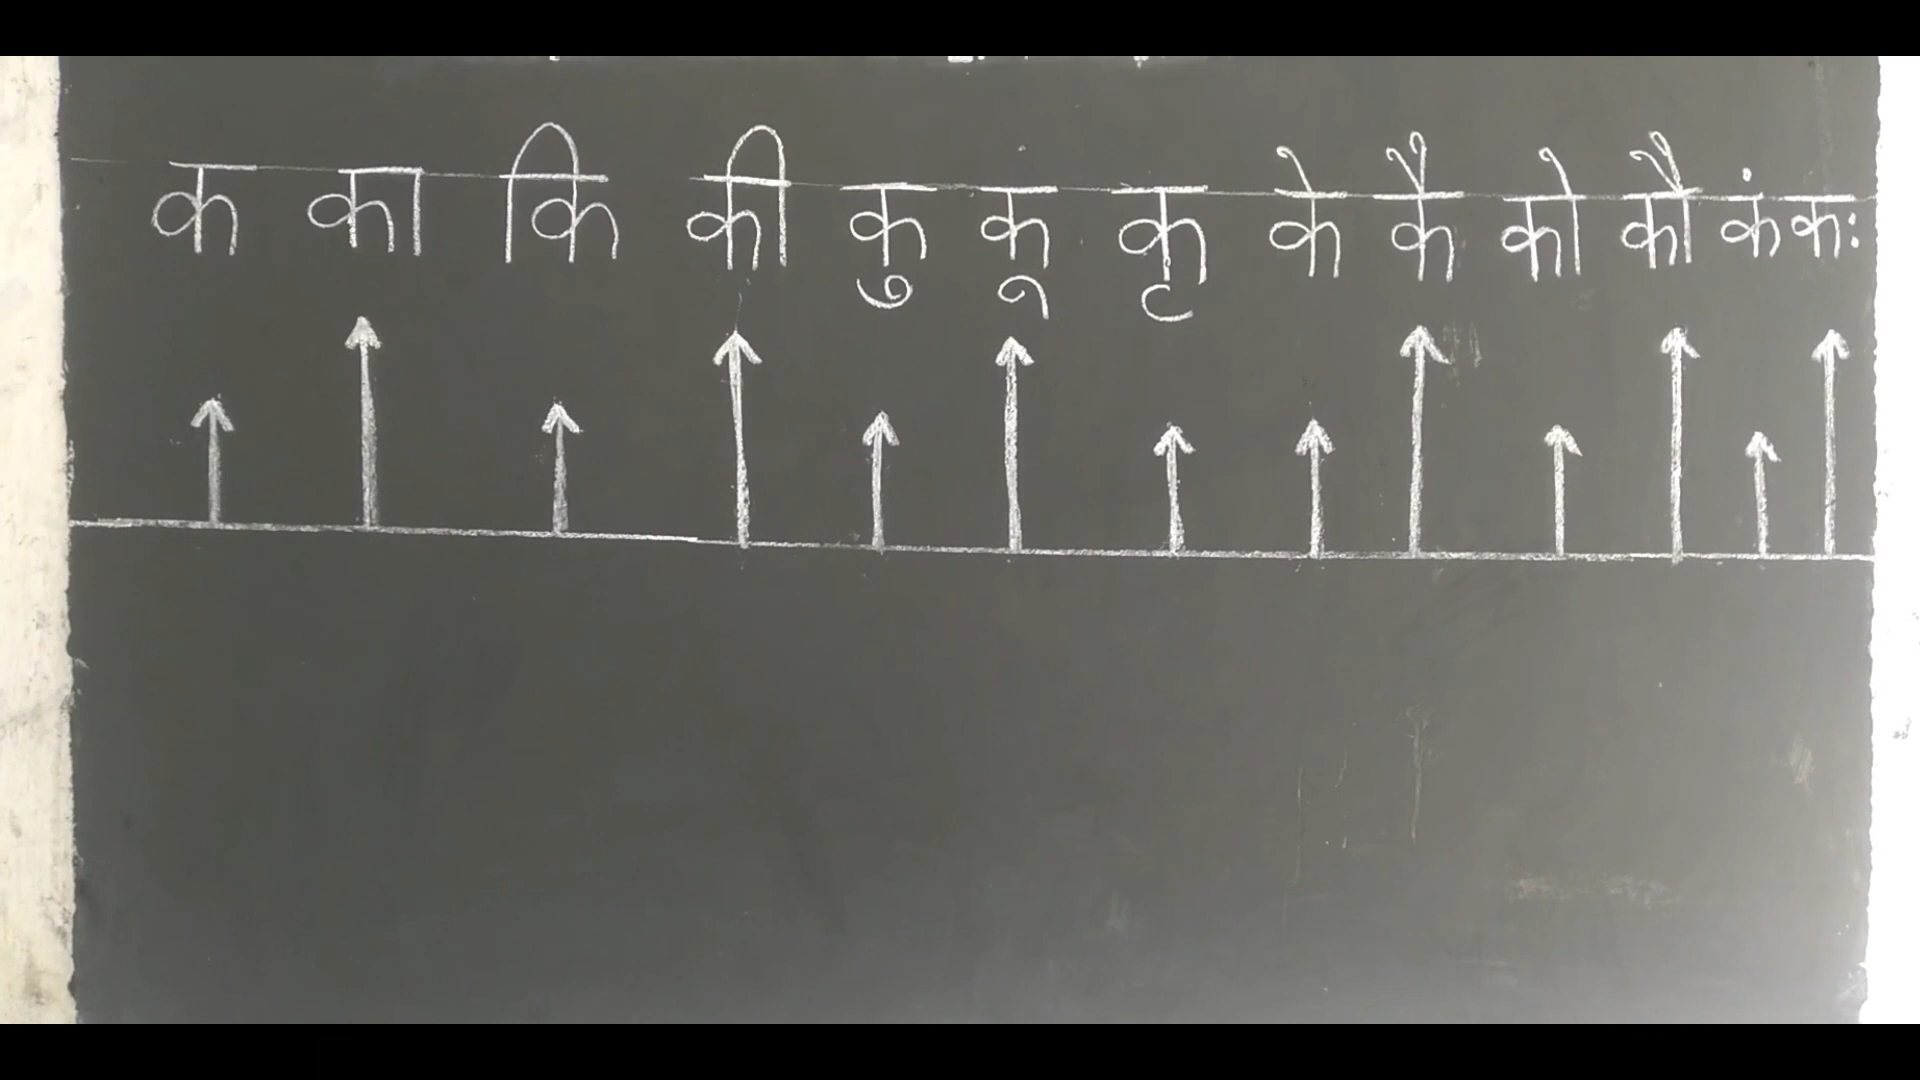 क का कि की कु कू कृ के कै को कौ कं कः